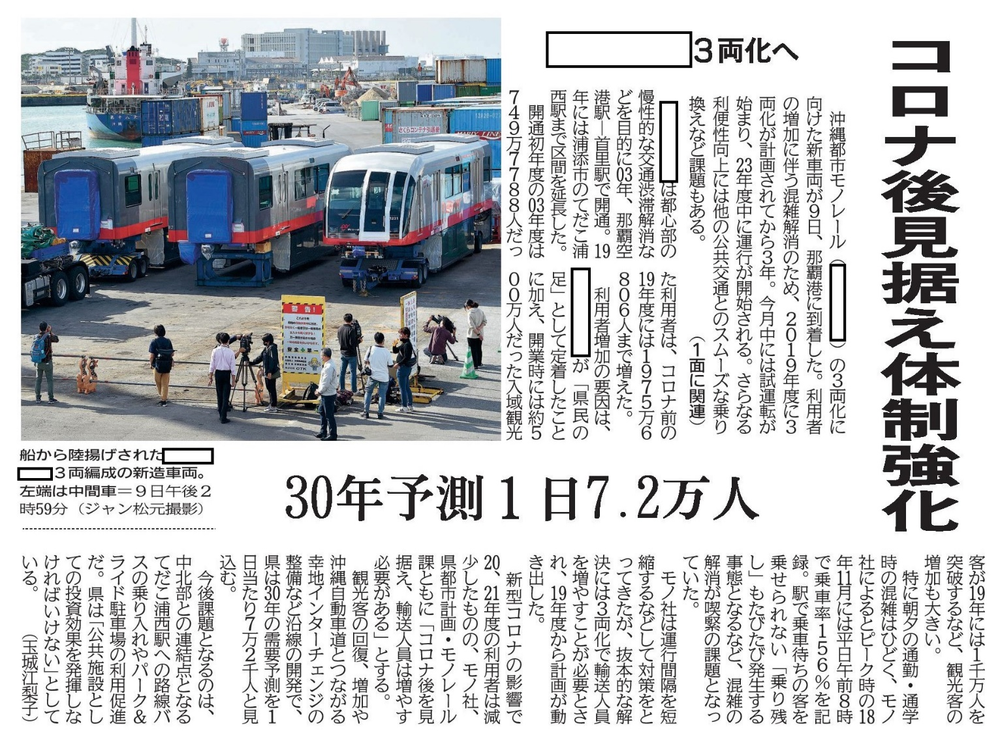 コロナ後見据え体制強化
3両化へ
沖縄都市モノレール（　）の3両化に
向けた新車両が9日、那覇港に到着した。利用者
の増加に伴う混雑解消のため、2019年度に3
両化が計画されてから3年。今月中には試運転が
始まり、23年度中に運行が開始される。さらなる
利便性向上には他の公共交通とのスムーズな乗り
換えなど課題もある。　（1面に関連）
は都心部の
慢性的な交通渋滞解消な
どを目的に03年、那覇空
港駅―首里駅で開通。19
年には浦添市のてだこ浦
西駅まで区間を延長した。
開通初年度の03年度は
749万7788人だっ
た利用者は、コロナ前の
19年度には1975万6
806人まで増えた。
利用者増加の要因は、
が「県民の
足」として定着したこと
に加え、開業時には約5
00万人だった入域観光
30年予測1日7.2万人
客が19年には1千万人を
突破するなど、観光客の
増加も大きい。
特に朝夕の通勤・通学
時の混雑はひどく、モノ
社によるとピーク時の18
年11月には平日午前8時
で乗車率156%を記
録。駅で乗車待ちの客を
乗せられない「乗り残
し」もたびたび発生する
事態となるなど、混雑の
解消が喫緊の課題となっ
ていた。
モノ社は運行間隔を短
縮するなどして対策をと
ってきたが、抜本的な解
決には3両化で輸送人員
を増やすことが必要とさ
れ、19年度から計画が動
き出した。
新型コロナの影響で
20、21年度の利用者は減
少したものの、モノ社、
県都市計画・モノレール
課ともに「コロナ後を見
据え、輸送人員は増やす
必要がある」とする。
観光客の回復、増加や
沖縄自動車道とつながる
幸地インターチェンジの
整備など沿線の開発で、
県は30年の需要予測を1
日当たり7万2千人と見
込む。
今後課題となるのは、
中北部との連結点となる
てだこ浦西駅への路線バ
スの乗り入れやパーク&
ライド駐車場の利用促進
だ。県は「公共施設とし
ての投資効果を発揮しな
ければいけない」として
いる。　（玉城江梨子）
船から陸揚げされた
3両編成の新造車両。
左端は中間車＝9日午後2
時59分（ジャン松元撮影）
警告!
安全＋第一
OTK
さくらコンテナ引越便
1231